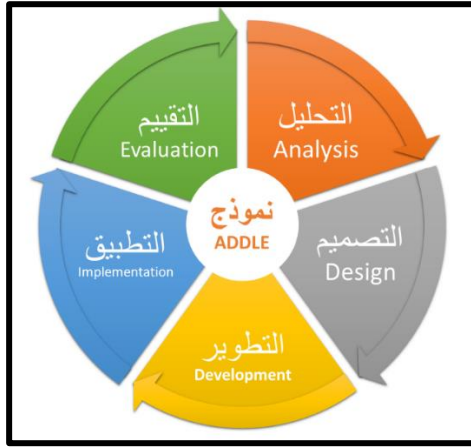 التقييم
Evaluation
التحليل
Analysis
نموذج
ADDLE
التطبيق
Implementation
التصميم
Design
التطوير
Development